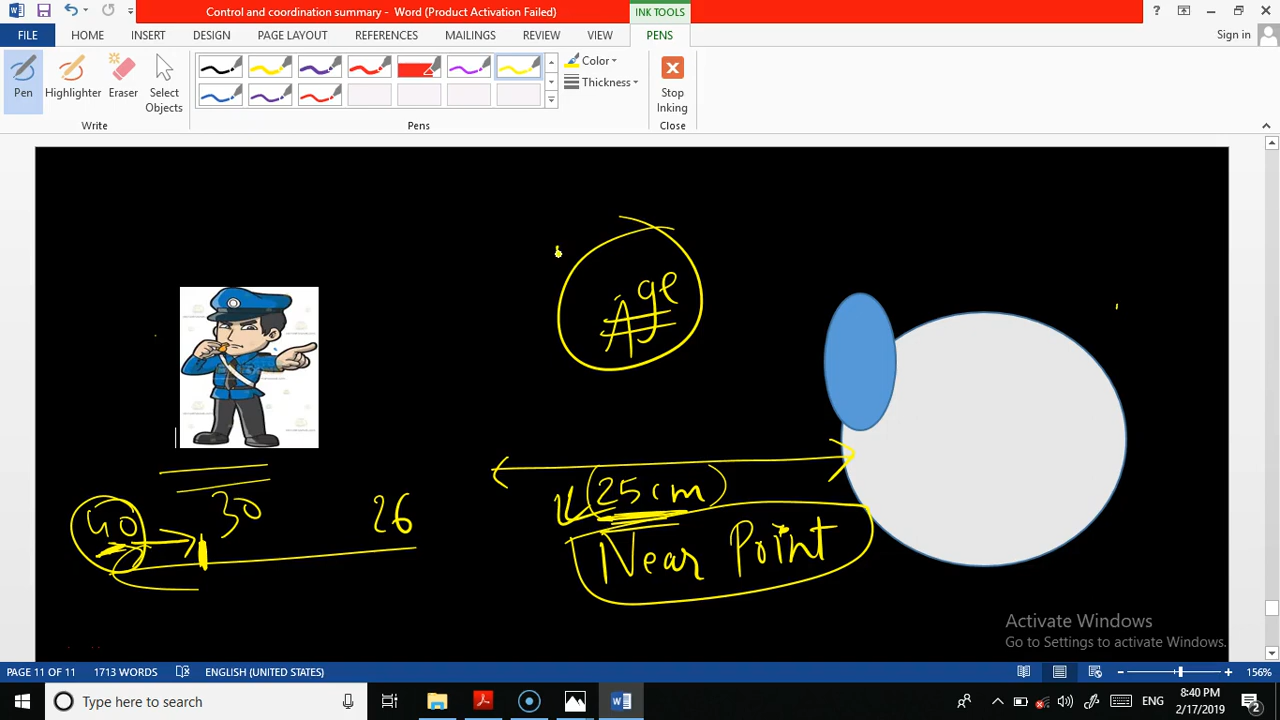 Control and coordination summary - Word (Product Activation Failed)
INK TOOLS
?
FILE HOME INSERT DESIGN PAGE LAYOUT REFERENCES MAILINGS REVIEW VIEW PENS
Sign in
Pen Highlighter Eraser Select Objects
Color
Thickness
Stop Inking
Write Pens Close
Age
25 cm
40 30 26
Near Point
Activate Windows
Go to Settings to activate Windows.
PAGE 11 OF 11 1713 WORDS ENGLISH (UNITED STATES) 156%
Type here to search
ENG
8:40 PM
2/17/2019
2